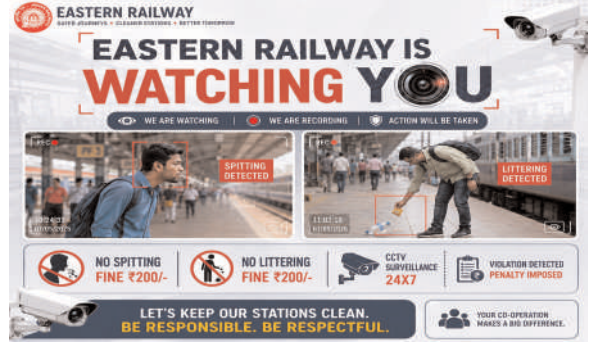 EASTERN RAILWAY
SAFER JOURNEYS • CLEANER STATIONS • BETTER TOMORROW
EASTERN RAILWAY IS
WATCHING YOU
WE ARE WATCHING | WE ARE RECORDING | ACTION WILL BE TAKEN
REC
SPITTING
DETECTED
REC
LITTERING
DETECTED
NO SPITTING
FINE ₹200/-
NO LITTERING
FINE ₹200/-
CCTV
SURVEILLANCE
24X7
VIOLATION DETECTED
PENALTY IMPOSED
LET'S KEEP OUR STATIONS CLEAN.
BE RESPONSIBLE. BE RESPECTFUL.
YOUR CO-OPERATION
MAKES A BIG DIFFERENCE.